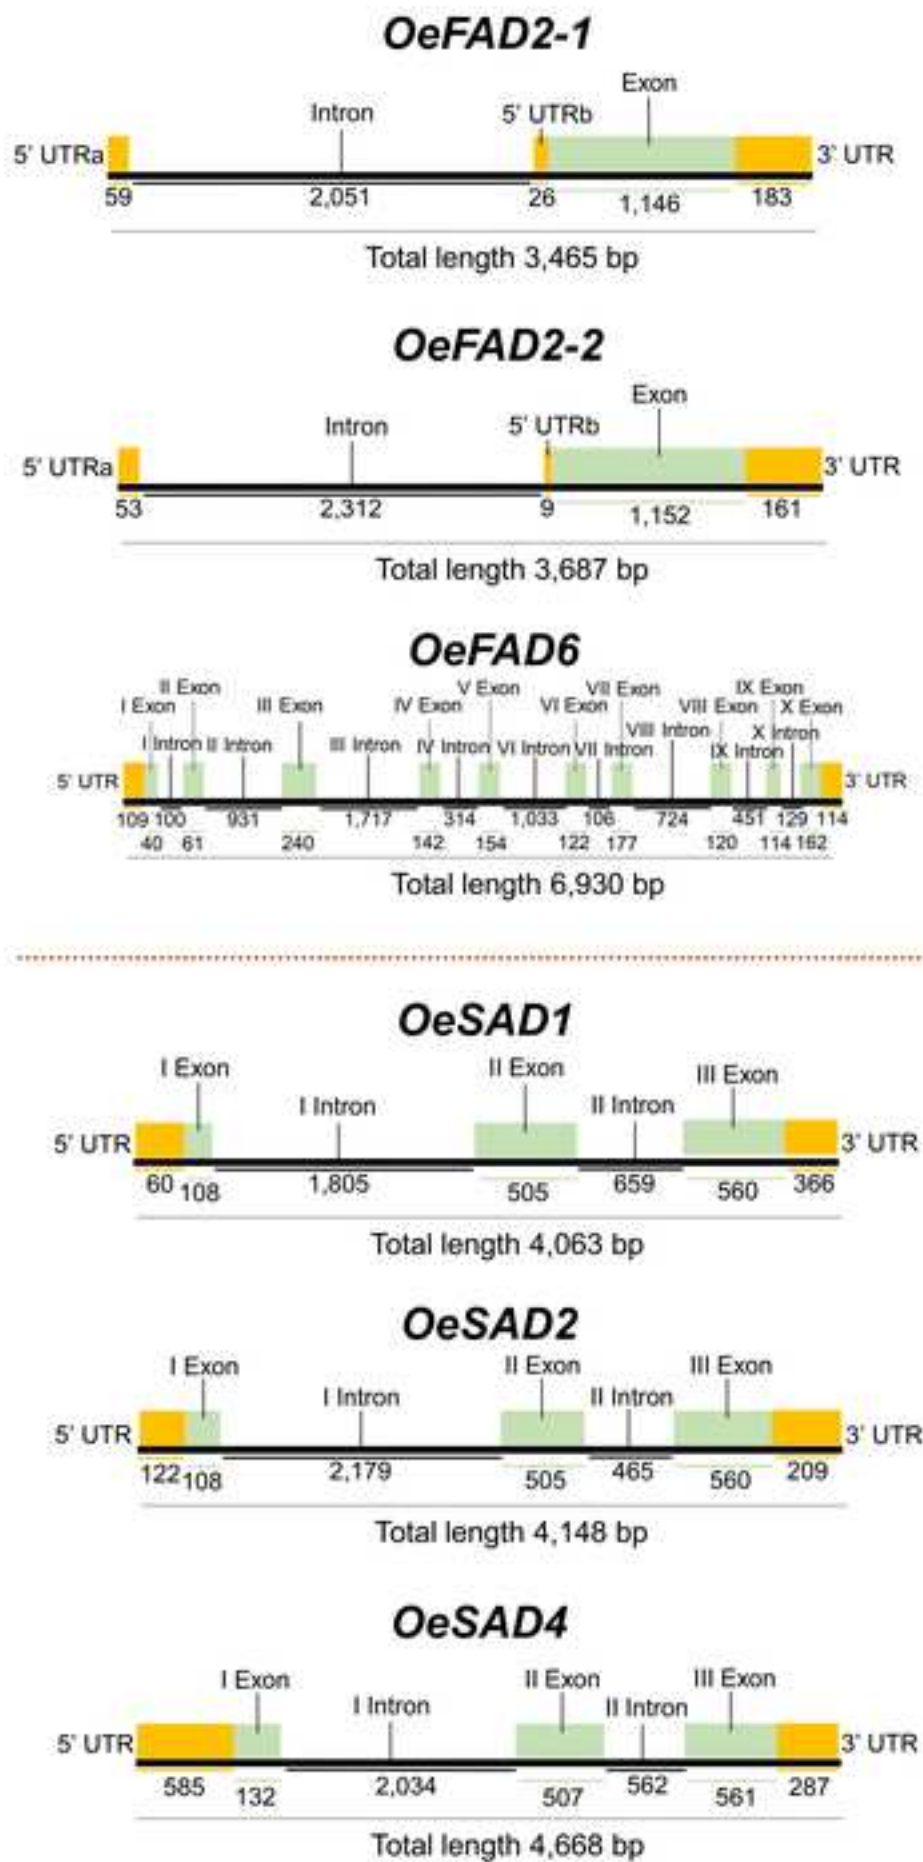 OeFAD2-1
Exon
Intron 5' UTRb
5' UTRa 3' UTR
59 2,051 26 1,146 183
Total length 3,465 bp
OeFAD2-2
Exon
Intron 5' UTRb
5' UTRa 3' UTR
53 2,312 9 1,152 161
Total length 3,687 bp
OeFAD6
II Exon V Exon VII Exon IX Exon
I Exon III Exon IV Exon VI Exon VIII Exon X Exon
I Intron II Intron III Intron IV Intron VI Intron VII Intron VIII Intron IX Intron X Intron
5' UTR 3' UTR
109 100 931 1,717 314 1,033 106 724 451 129 114
40 61 240 142 154 122 177 120 114 162
Total length 6,930 bp
OeSAD1
I Exon II Exon III Exon
I Intron II Intron
5' UTR 3' UTR
60 108 1,805 505 659 560 366
Total length 4,063 bp
OeSAD2
I Exon II Exon III Exon
I Intron II Intron
5' UTR 3' UTR
122 108 2,179 505 465 560 209
Total length 4,148 bp
OeSAD4
I Exon II Exon III Exon
I Intron II Intron
5' UTR 3' UTR
585 132 2,034 507 562 561 287
Total length 4,668 bp